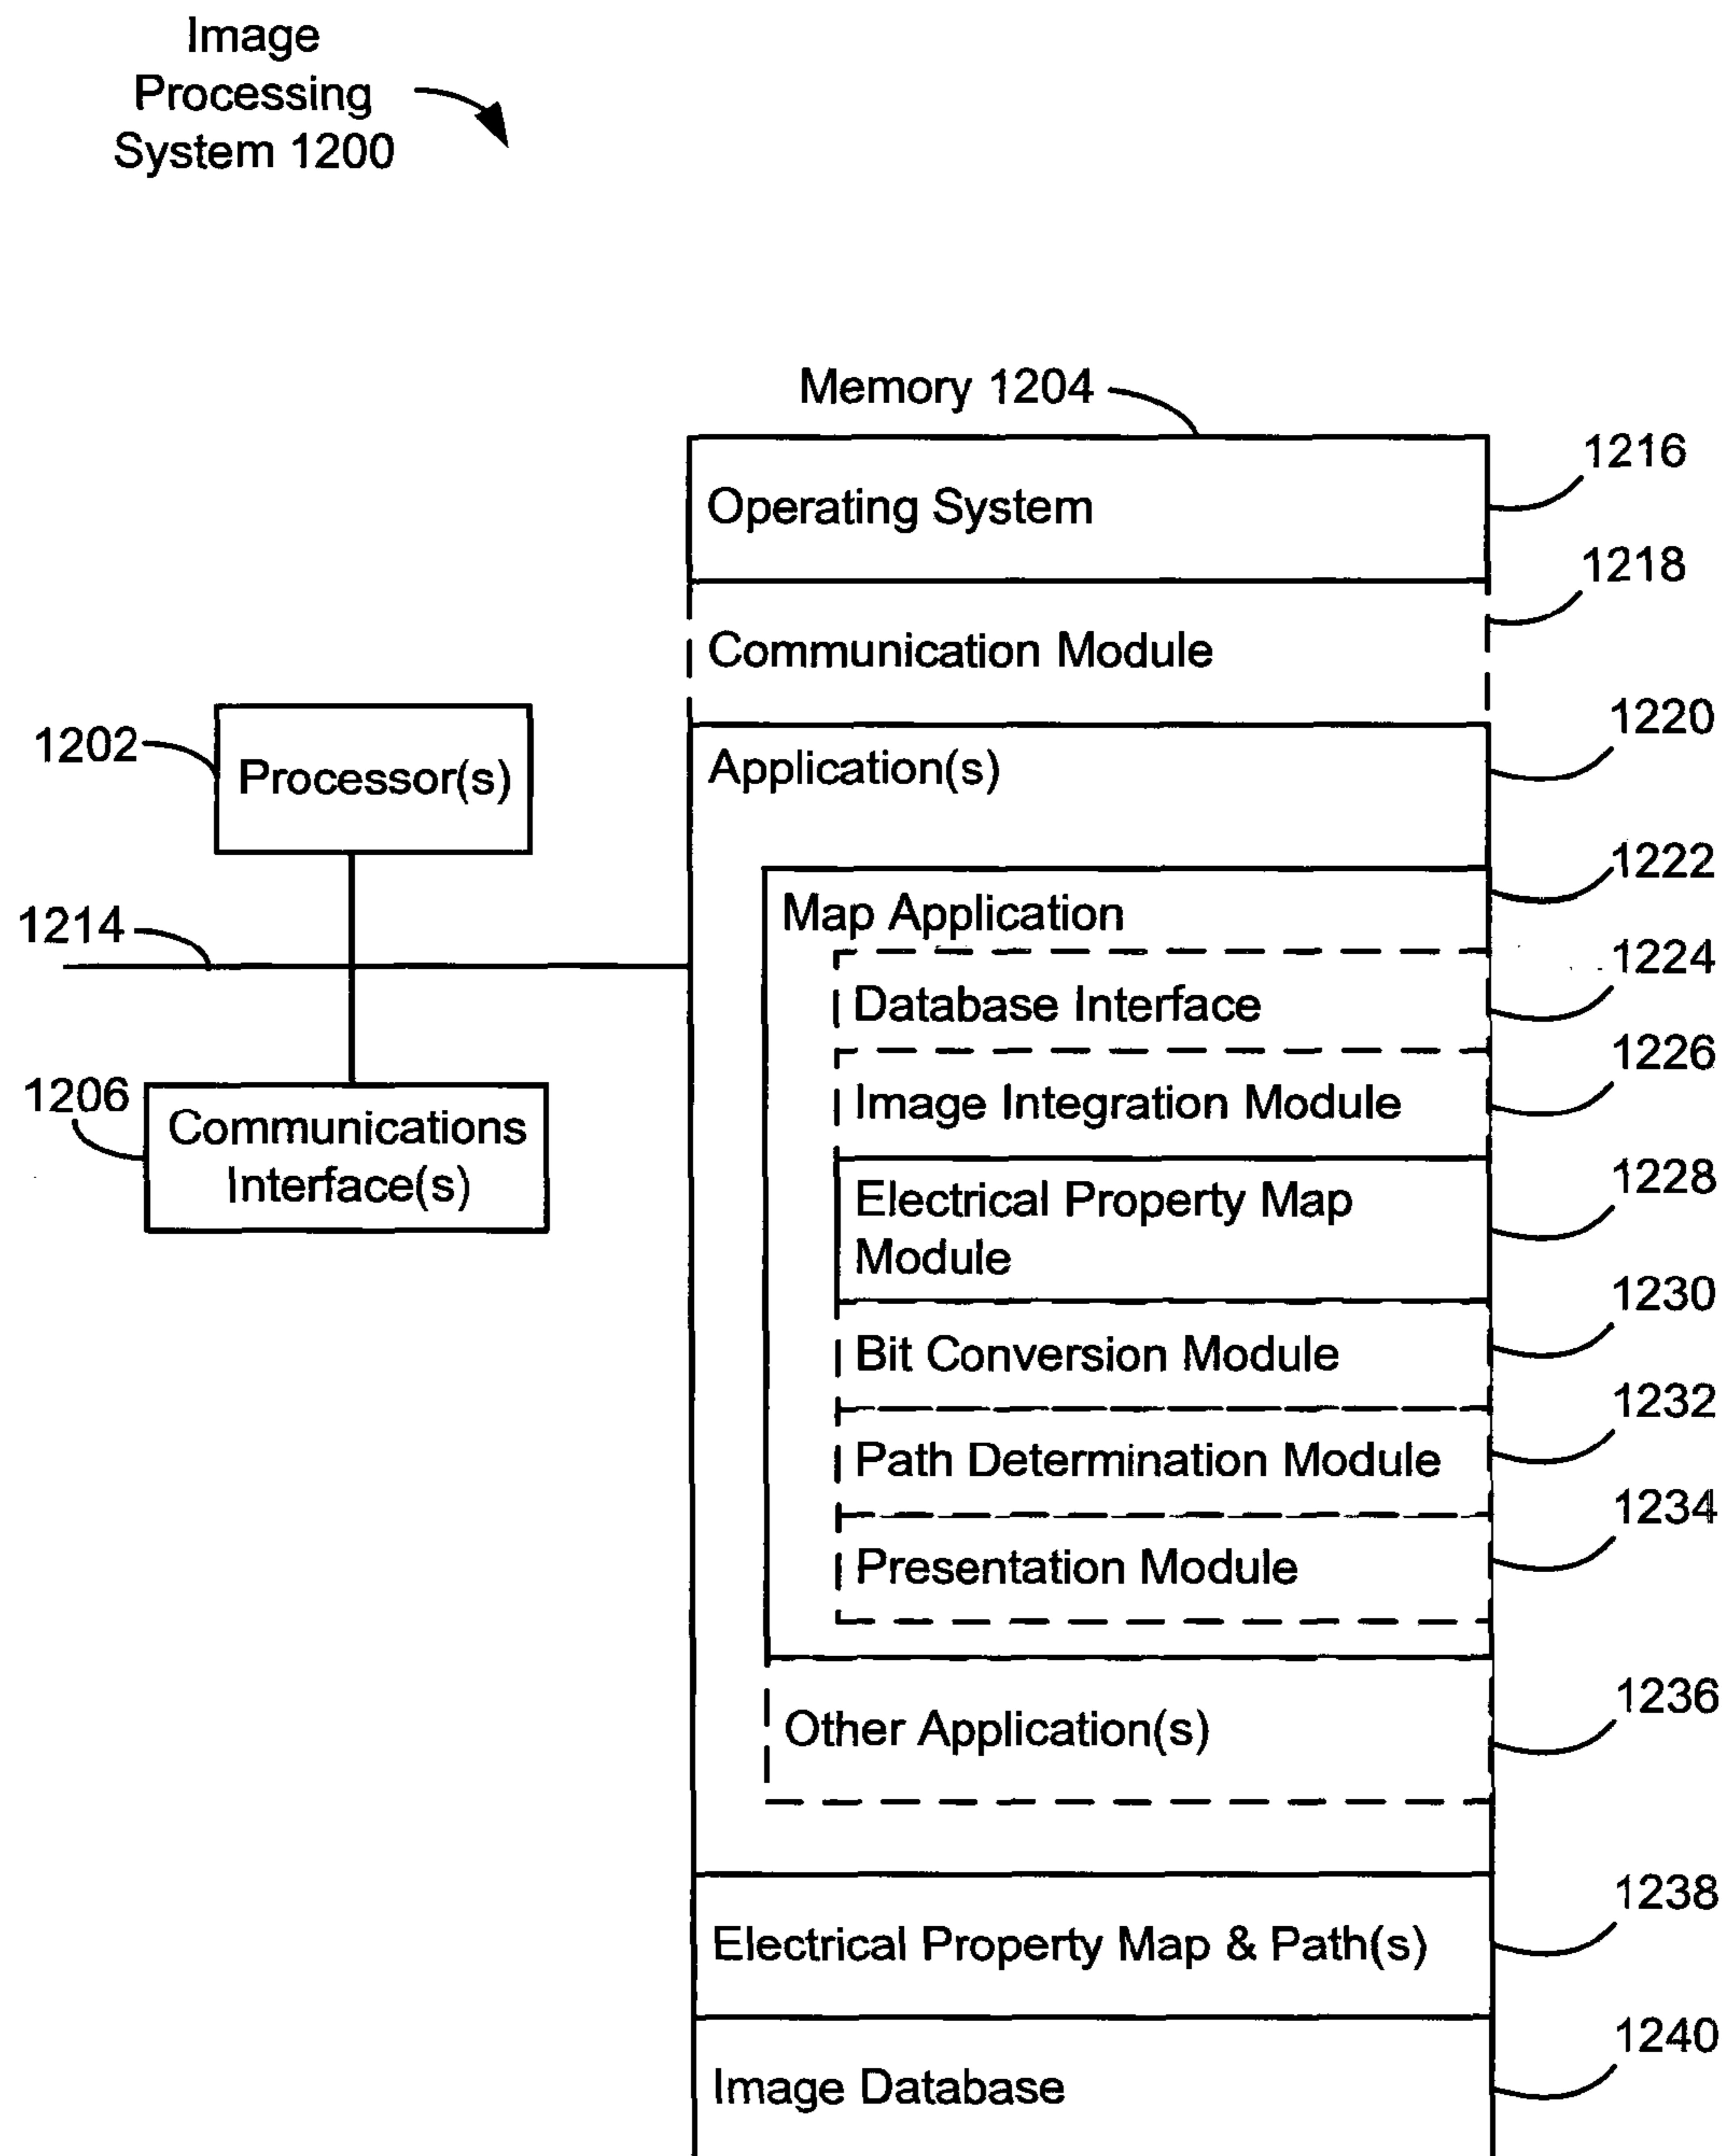 Image
Processing
System 1200
Memory 1204
1216
Operating System
1218
Communication Module
1220
1202
Processor(s)
Application(s)
1222
Map Application
1214
1224
Database Interface
1226
Image Integration Module
1206
Communications
Interface(s)
1228
Electrical Property Map
Module
1230
Bit Conversion Module
1232
Path Determination Module
1234
Presentation Module
1236
Other Application(s)
1238
Electrical Property Map & Path(s)
1240
Image Database